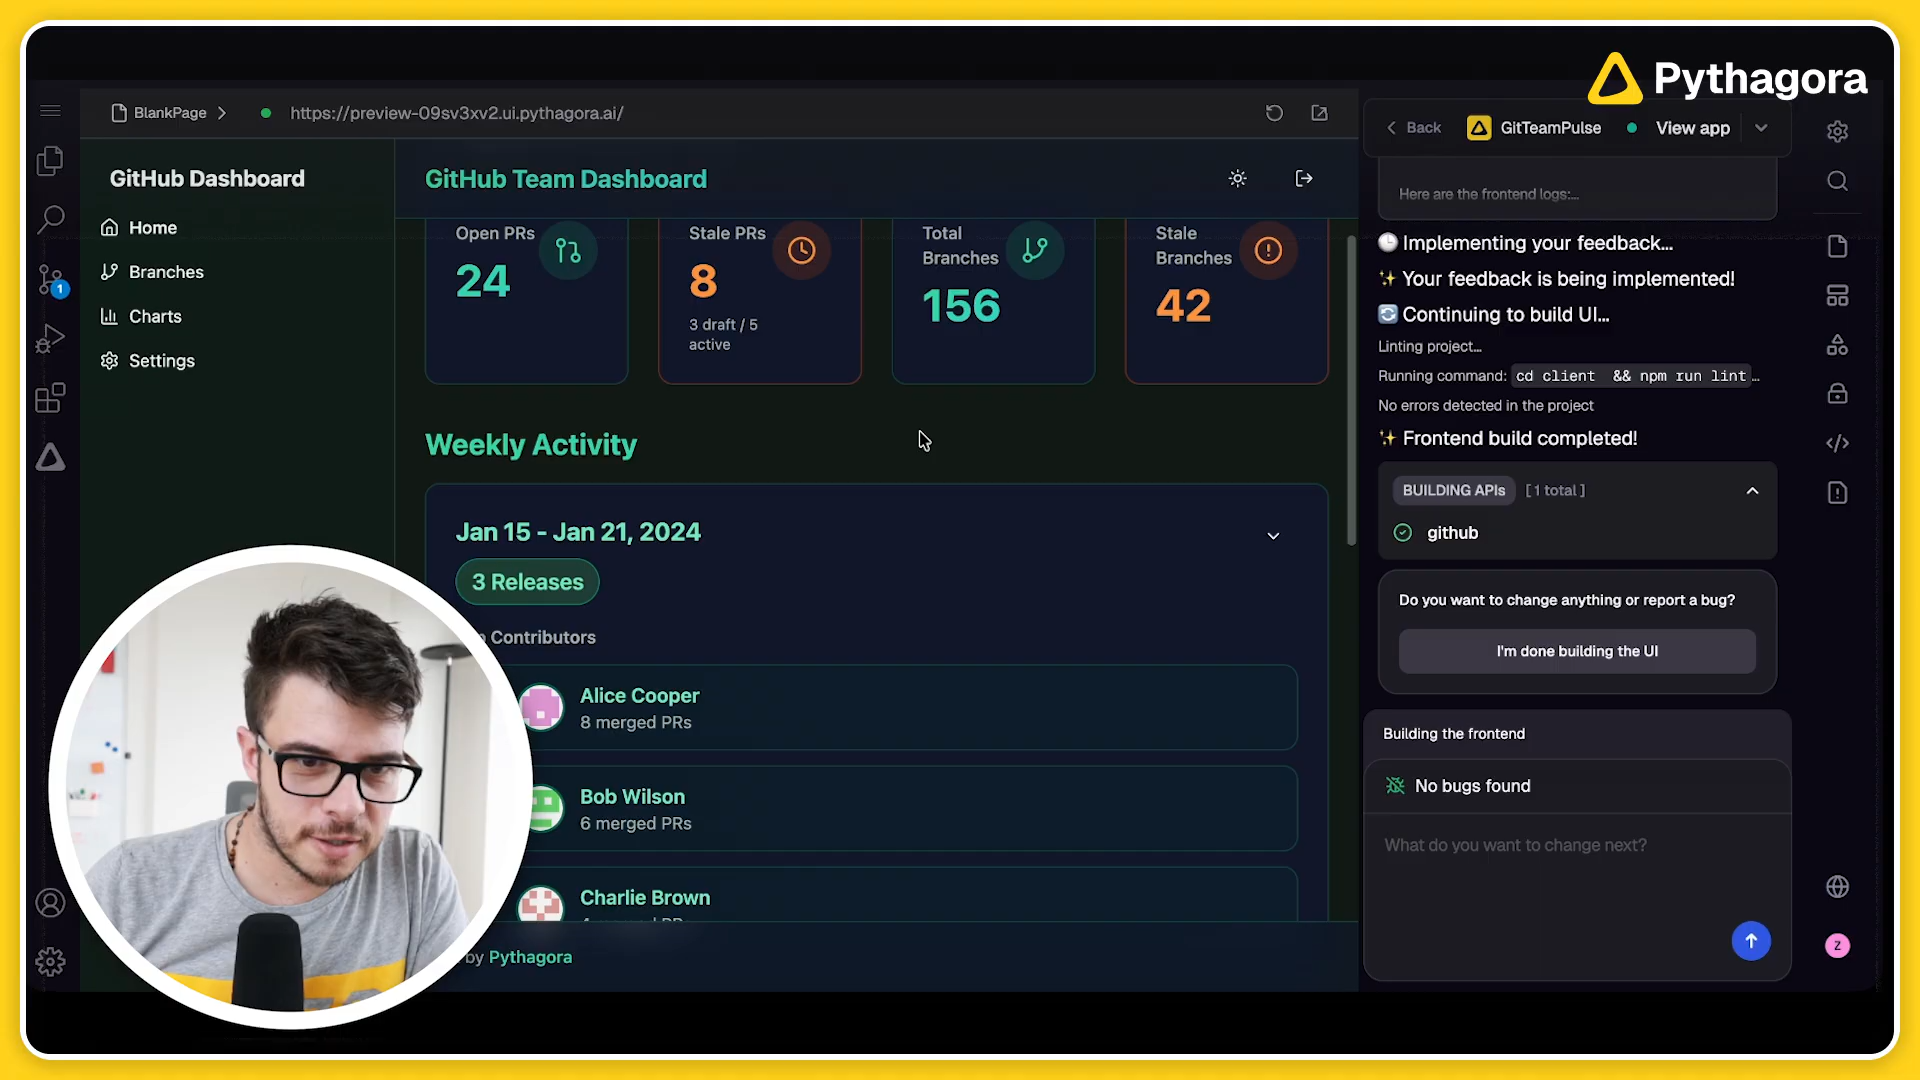 Pythagora
BlankPage
https://preview-09sv3xv2.ui.pythagora.ai/
Back
GitTeamPulse
View app
GitHub Dashboard
Home
Branches
Charts
Settings
1
GitHub Team Dashboard
Open PRs
24
Stale PRs
8
3 draft / 5
active
Total
Branches
156
Stale
Branches
42
Weekly Activity
Jan 15 - Jan 21, 2024
3 Releases
Contributors
Alice Cooper
8 merged PRs
Bob Wilson
6 merged PRs
Charlie Brown
by Pythagora
Here are the frontend logs:...
Implementing your feedback...
Your feedback is being implemented!
Continuing to build UI...
Linting project...
Running command: cd client && npm run lint...
No errors detected in the project
Frontend build completed!
BUILDING APIs [ 1 total ]
github
Do you want to change anything or report a bug?
I'm done building the UI
Building the frontend
No bugs found
What do you want to change next?
Z